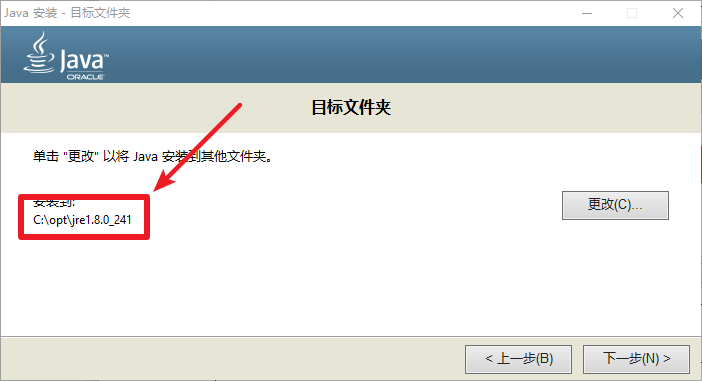 Java 安装 - 目标文件夹
Java™
ORACLE
目标文件夹
单击 "更改" 以将 Java 安装到其他文件夹。
安装到:
C:\opt\jre1.8.0_241
更改(C)...
< 上一步(B)
下一步(N) >